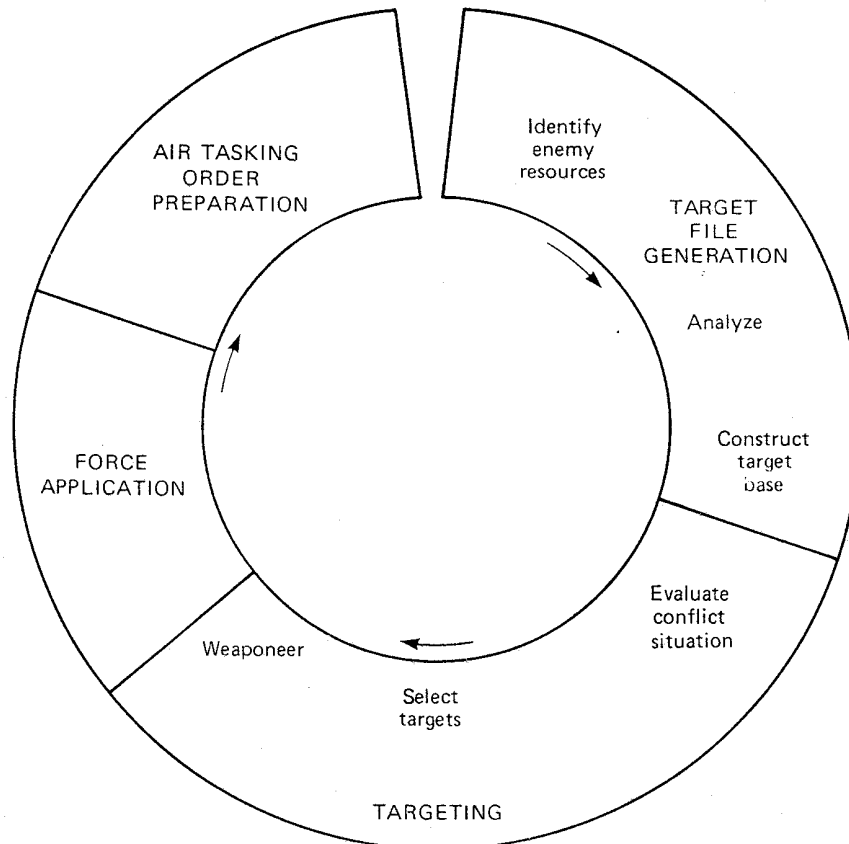 Identify
enemy
resources
TARGET
FILE
GENERATION
Analyze
Construct
target
base
Evaluate
conflict
situation
Select
targets
Weaponeer
TARGETING
FORCE
APPLICATION
AIR TASKING
ORDER
PREPARATION